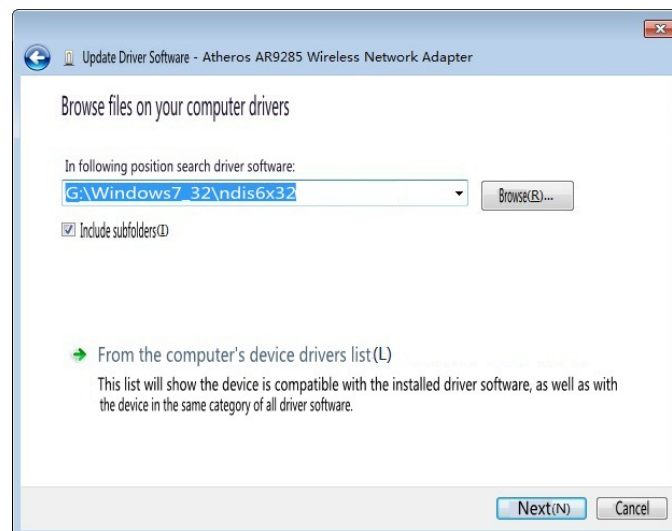 Update Driver Software - Atheros AR9285 Wireless Network Adapter
Browse files on your computer drivers
In following position search driver software:
G:\Windows7_32\ndis6x32
Browse(R)...
Include subfolders(I)
From the computer's device drivers list(L)
This list will show the device is compatible with the installed driver software, as well as with
the device in the same category of all driver software.
Next(N)
Cancel